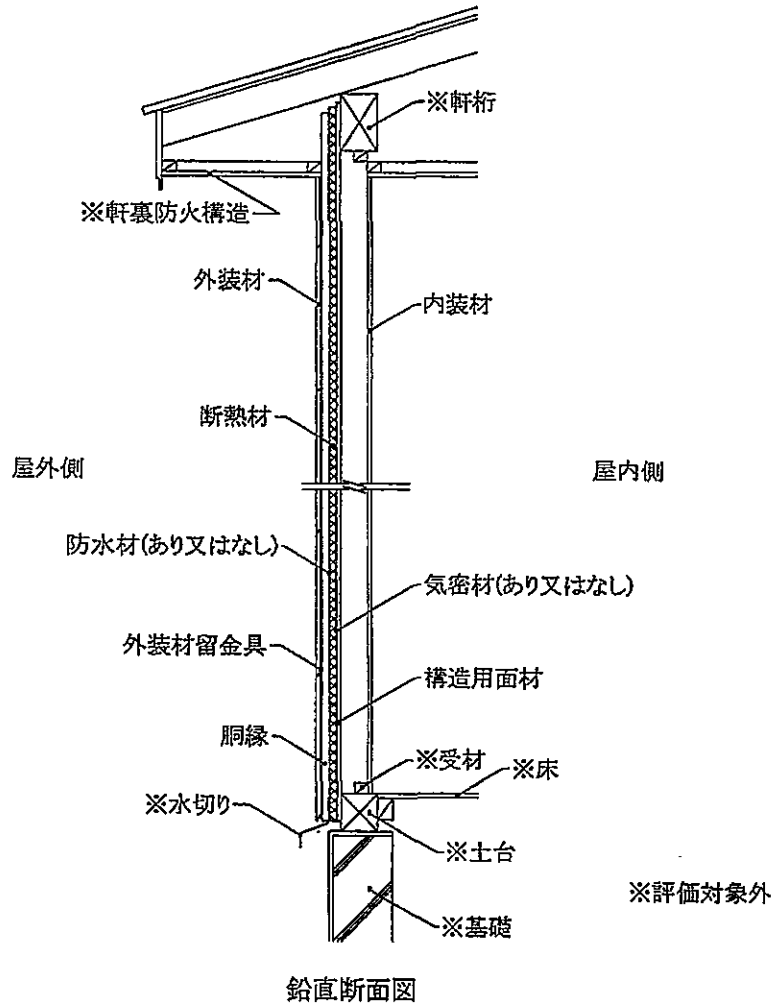 ※軒桁
※軒裏防火構造
外装材
内装材
断熱材
屋外側
屋内側
防水材(あり又はなし)
気密材(あり又はなし)
外装材留金具
構造用面材
胴縁
※受材
※床
※水切り
※土台
※評価対象外
※基礎
鉛直断面図